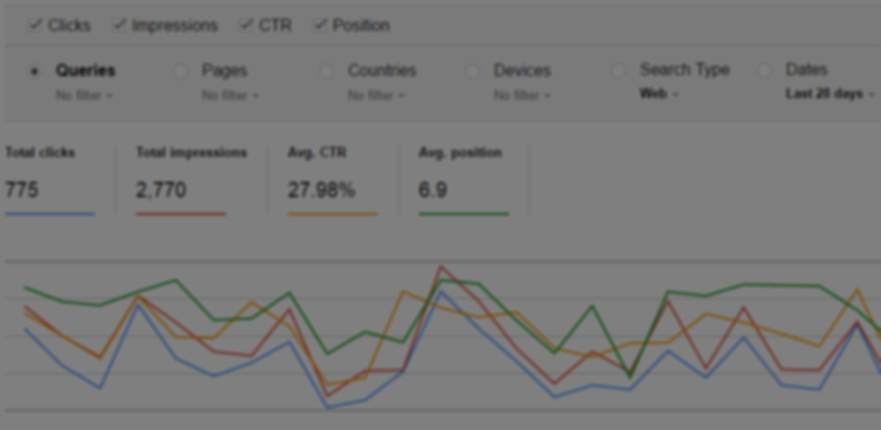 Clicks Impressions CTR Position
Queries Pages Countries Devices Search Type Dates
No filter No filter No filter No filter Web Last 28 days
Total clicks Total impressions Avg. CTR Avg. position
775 2,770 27.98% 6.9